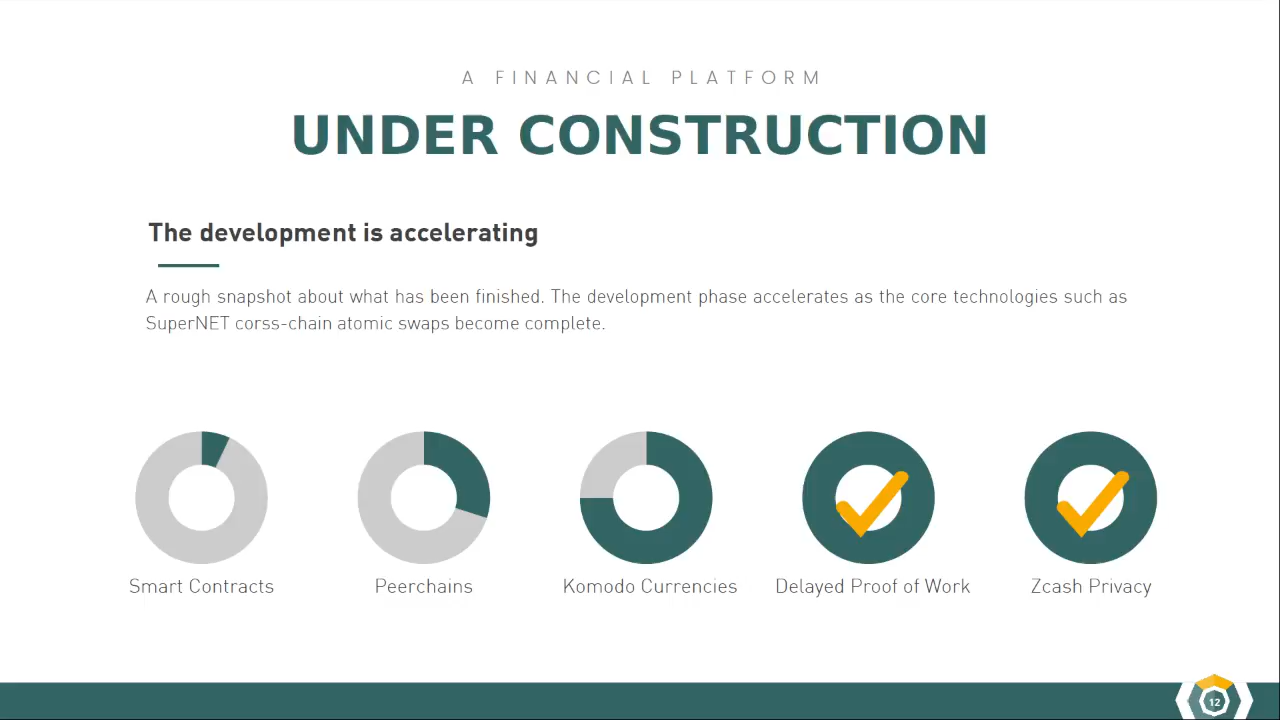 A FINANCIAL PLATFORM
UNDER CONSTRUCTION
The development is accelerating
A rough snapshot about what has been finished. The development phase accelerates as the core technologies such as
SuperNET corss-chain atomic swaps become complete.
Smart Contracts
Peerchains
Komodo Currencies
Delayed Proof of Work
Zcash Privacy
12